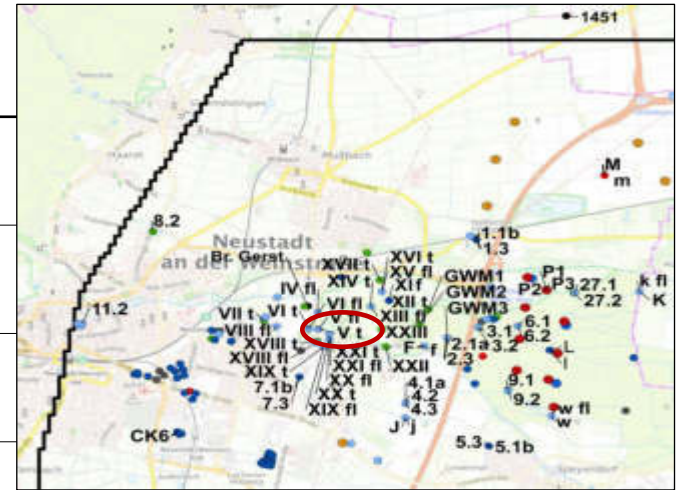 1451
M
m
Mußbach
8.2
1.1b
1.3
Neustadt
an der Weinstraße
Br. Gerst.
XVI t
XVII t
XV fl
XIV t
XI f
GWM1
P1
P2
P3
27.1
27.2
k fl
K
IV fl
XII t
GWM2
VI fl
VI t
XIII fl
GWM3
11.2
VII t
V fl
V t
XXIII
3.1
6.1
6.2
VIII fl
XVIII t
XVIII fl
F
f
2.1a
3.2
2.3
L
l
XIX t
XXI t
XXI fl
XXII
7.1b
XX fl
7.3
XX t
XIX fl
4.1a
4.2
4.3
9.1
9.2
J
j
w fl
w
CK6
5.3
5.1b